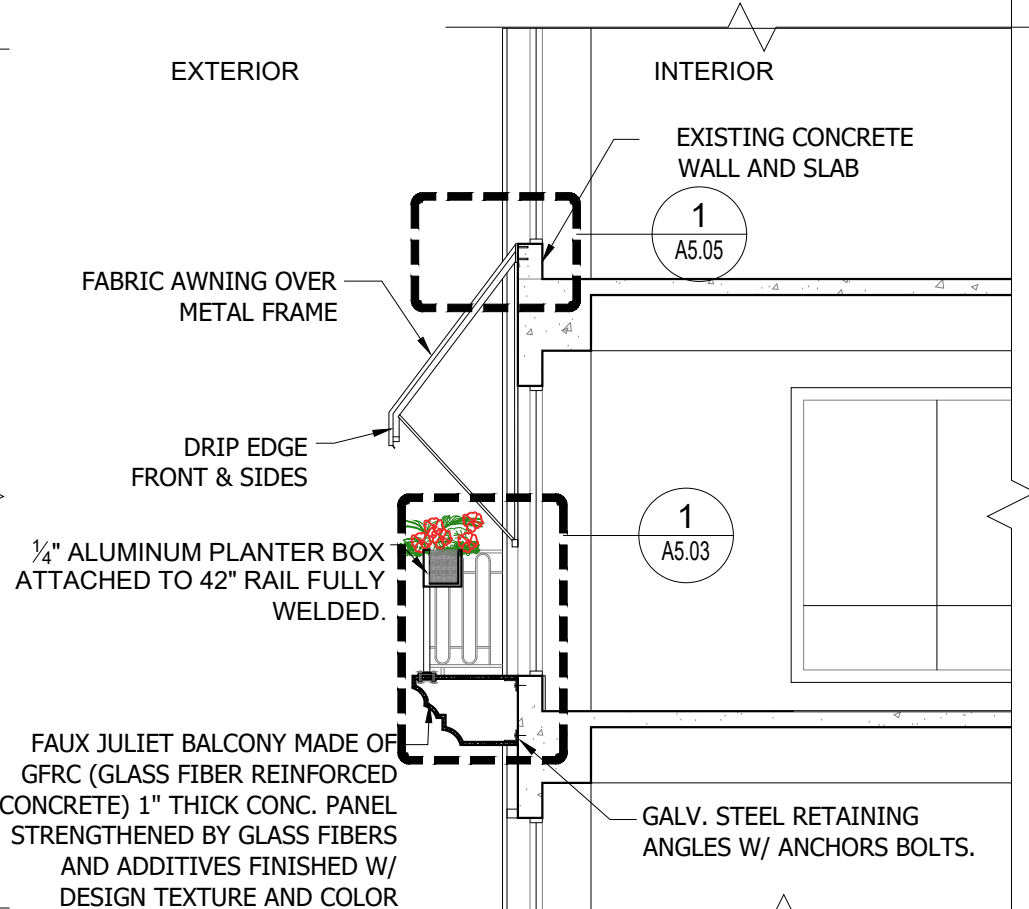 EXTERIOR
INTERIOR
EXISTING CONCRETE
WALL AND SLAB
1
A5.05
FABRIC AWNING OVER
METAL FRAME
DRIP EDGE
FRONT & SIDES
1
A5.03
¼" ALUMINUM PLANTER BOX
ATTACHED TO 42" RAIL FULLY
WELDED.
FAUX JULIET BALCONY MADE OF
GFRC (GLASS FIBER REINFORCED
CONCRETE) 1" THICK CONC. PANEL
STRENGTHENED BY GLASS FIBERS
AND ADDITIVES FINISHED W/
DESIGN TEXTURE AND COLOR
GALV. STEEL RETAINING
ANGLES W/ ANCHORS BOLTS.